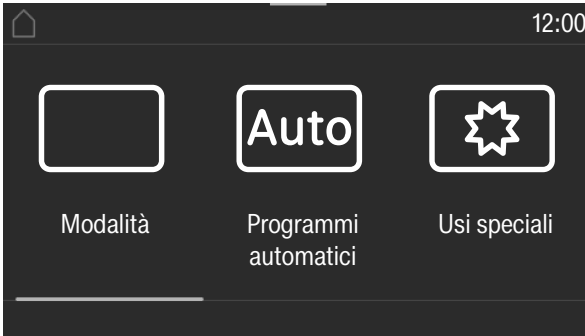 12:00
Auto
Modalità
Programmi
automatici
Usi speciali